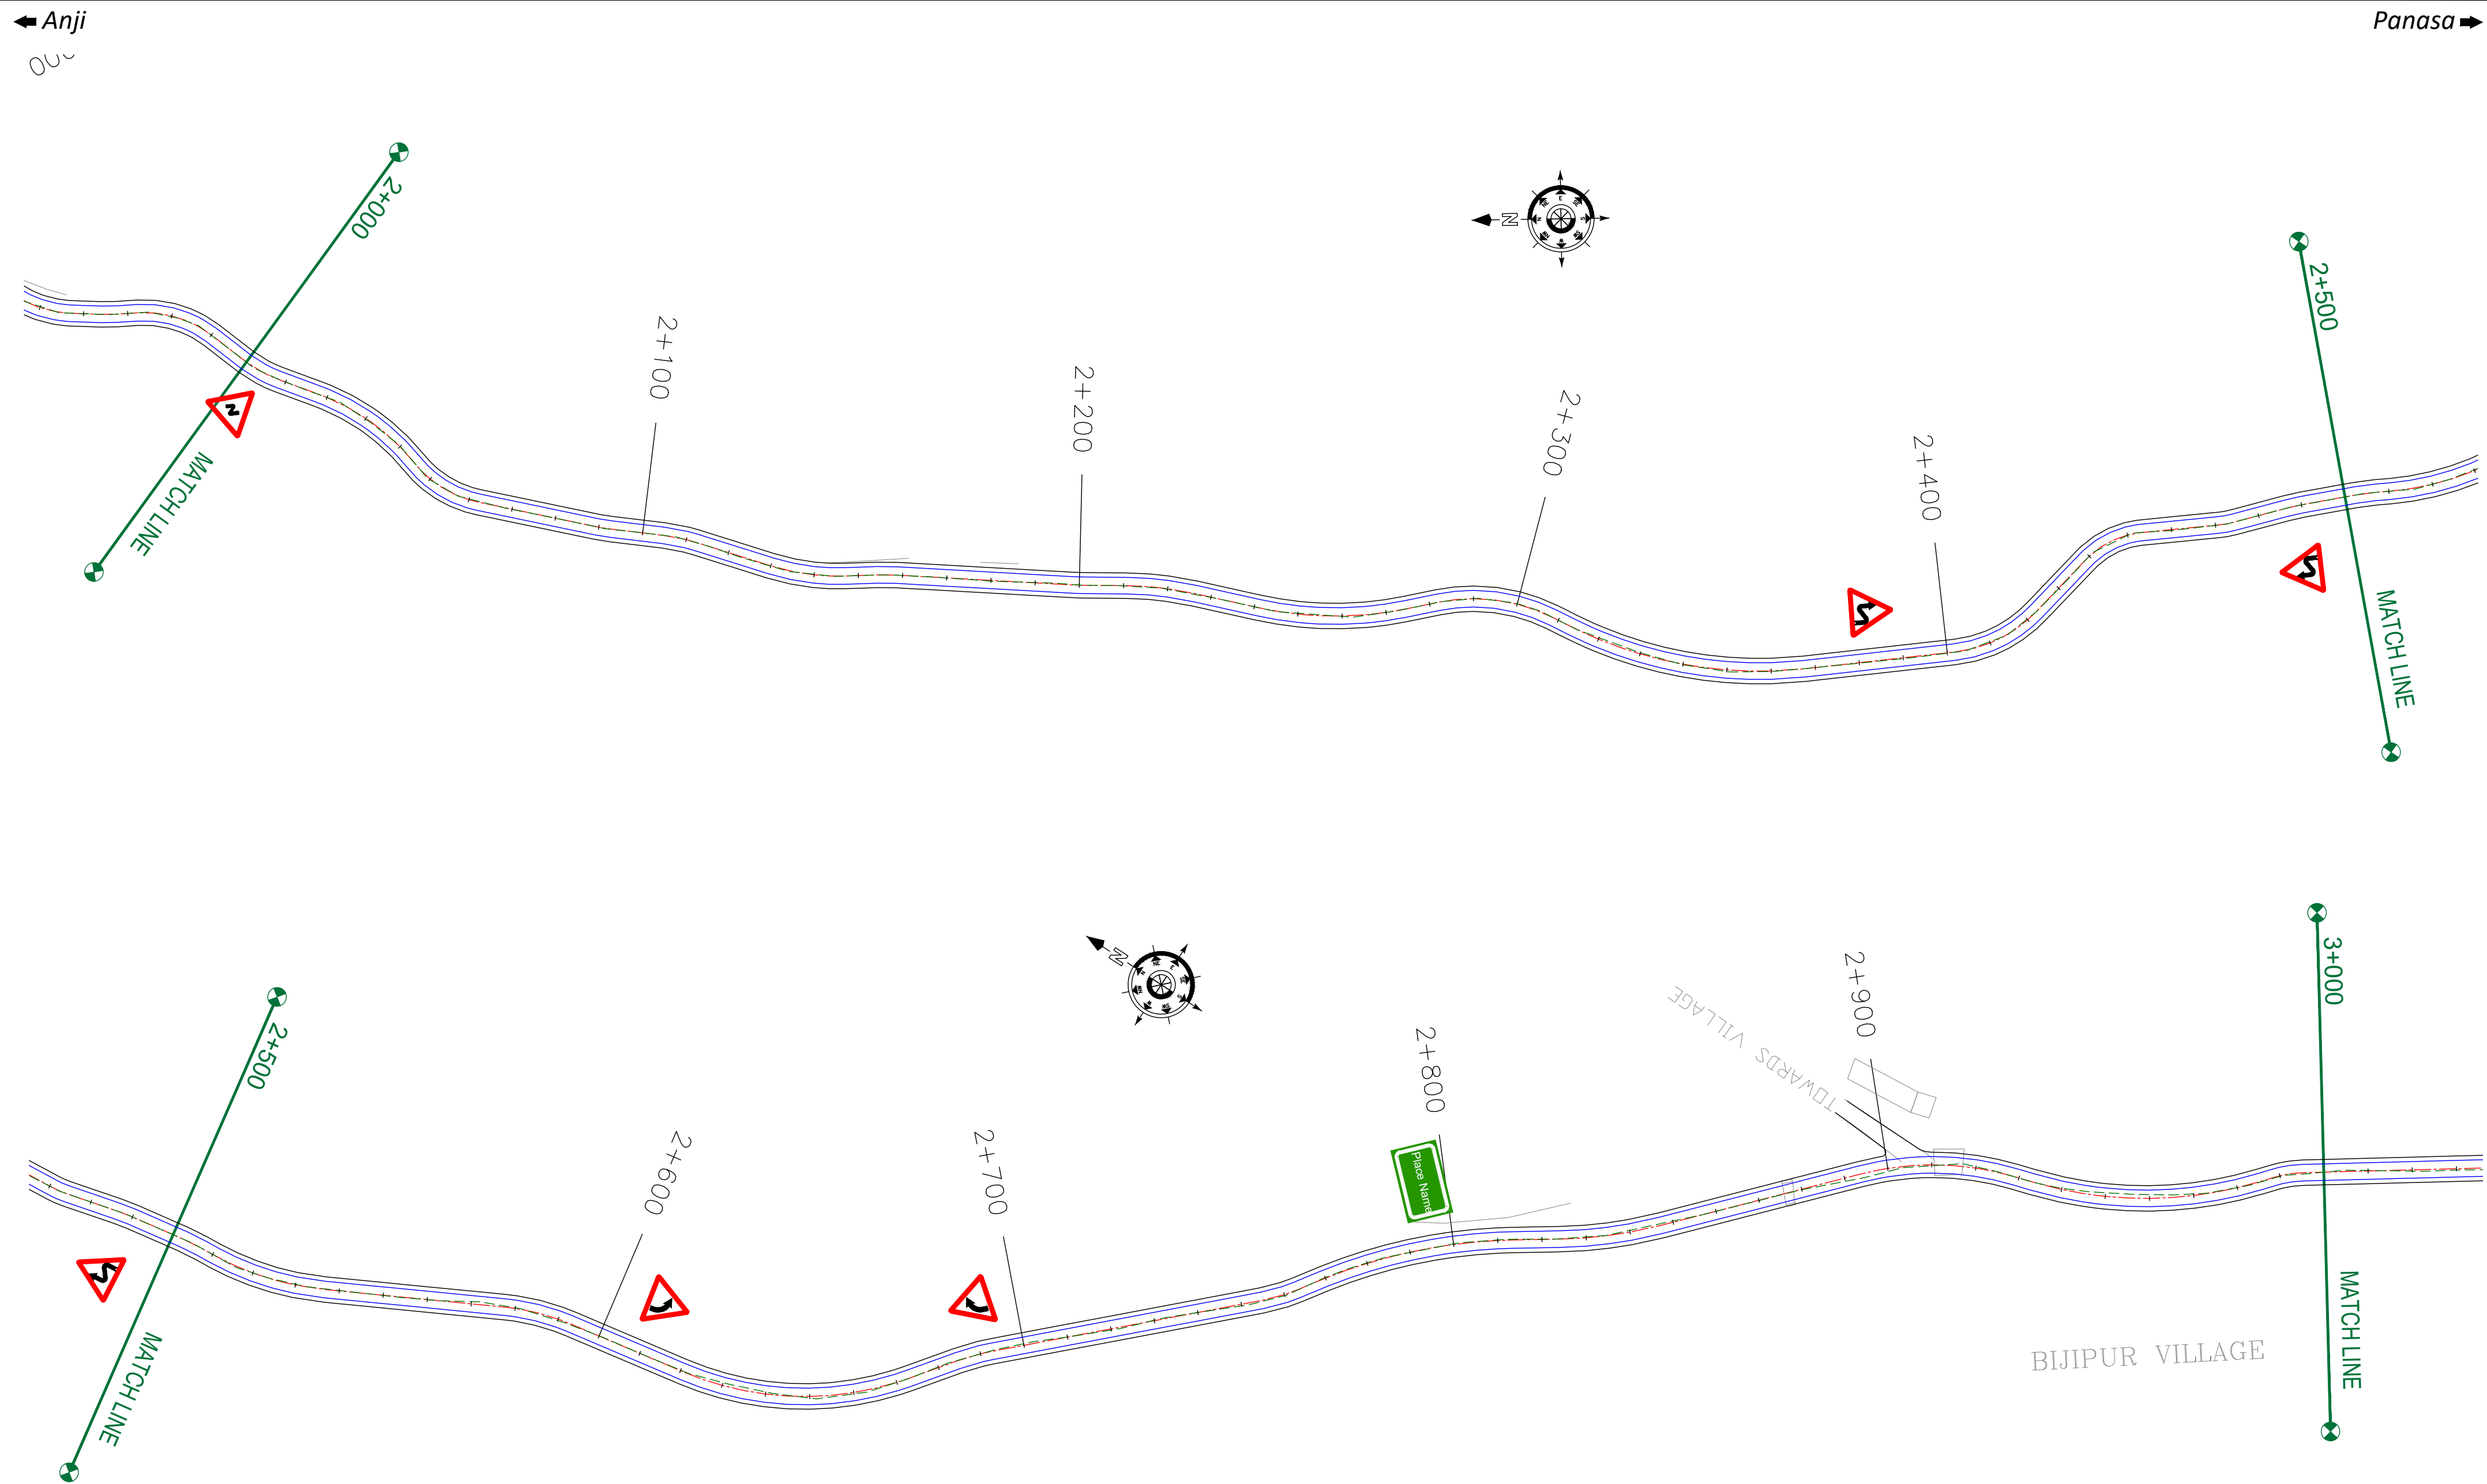 Anji
Panasa
2+000
MATCH LINE
2+100
2+200
N
2+300
2+400
2+500
MATCH LINE
2+500
MATCH LINE
2+600
2+700
N
2+800
Place Name
TOWARDS VILLAGE
2+900
3+000
MATCH LINE
BIJIPUR VILLAGE